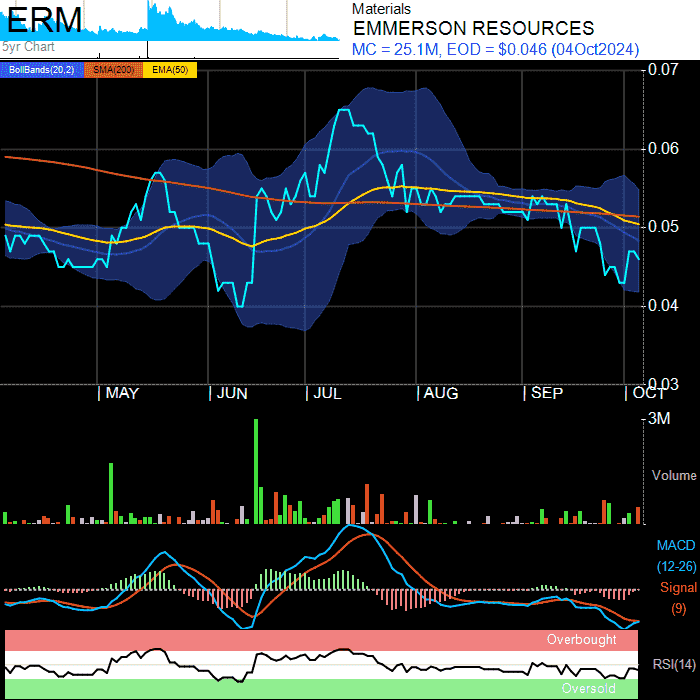 ERM
5yr Chart
Materials
EMMERSON RESOURCES
MC = 25.1M, EOD = $0.046 (04Oct2024)
BollBands(20,2) SMA(200) EMA(50)
0.07
0.06
0.05
0.04
0.03
MAY JUN JUL AUG SEP OCT
3M
Volume
MACD
(12-26)
Signal
(9)
Overbought
RSI(14)
Oversold